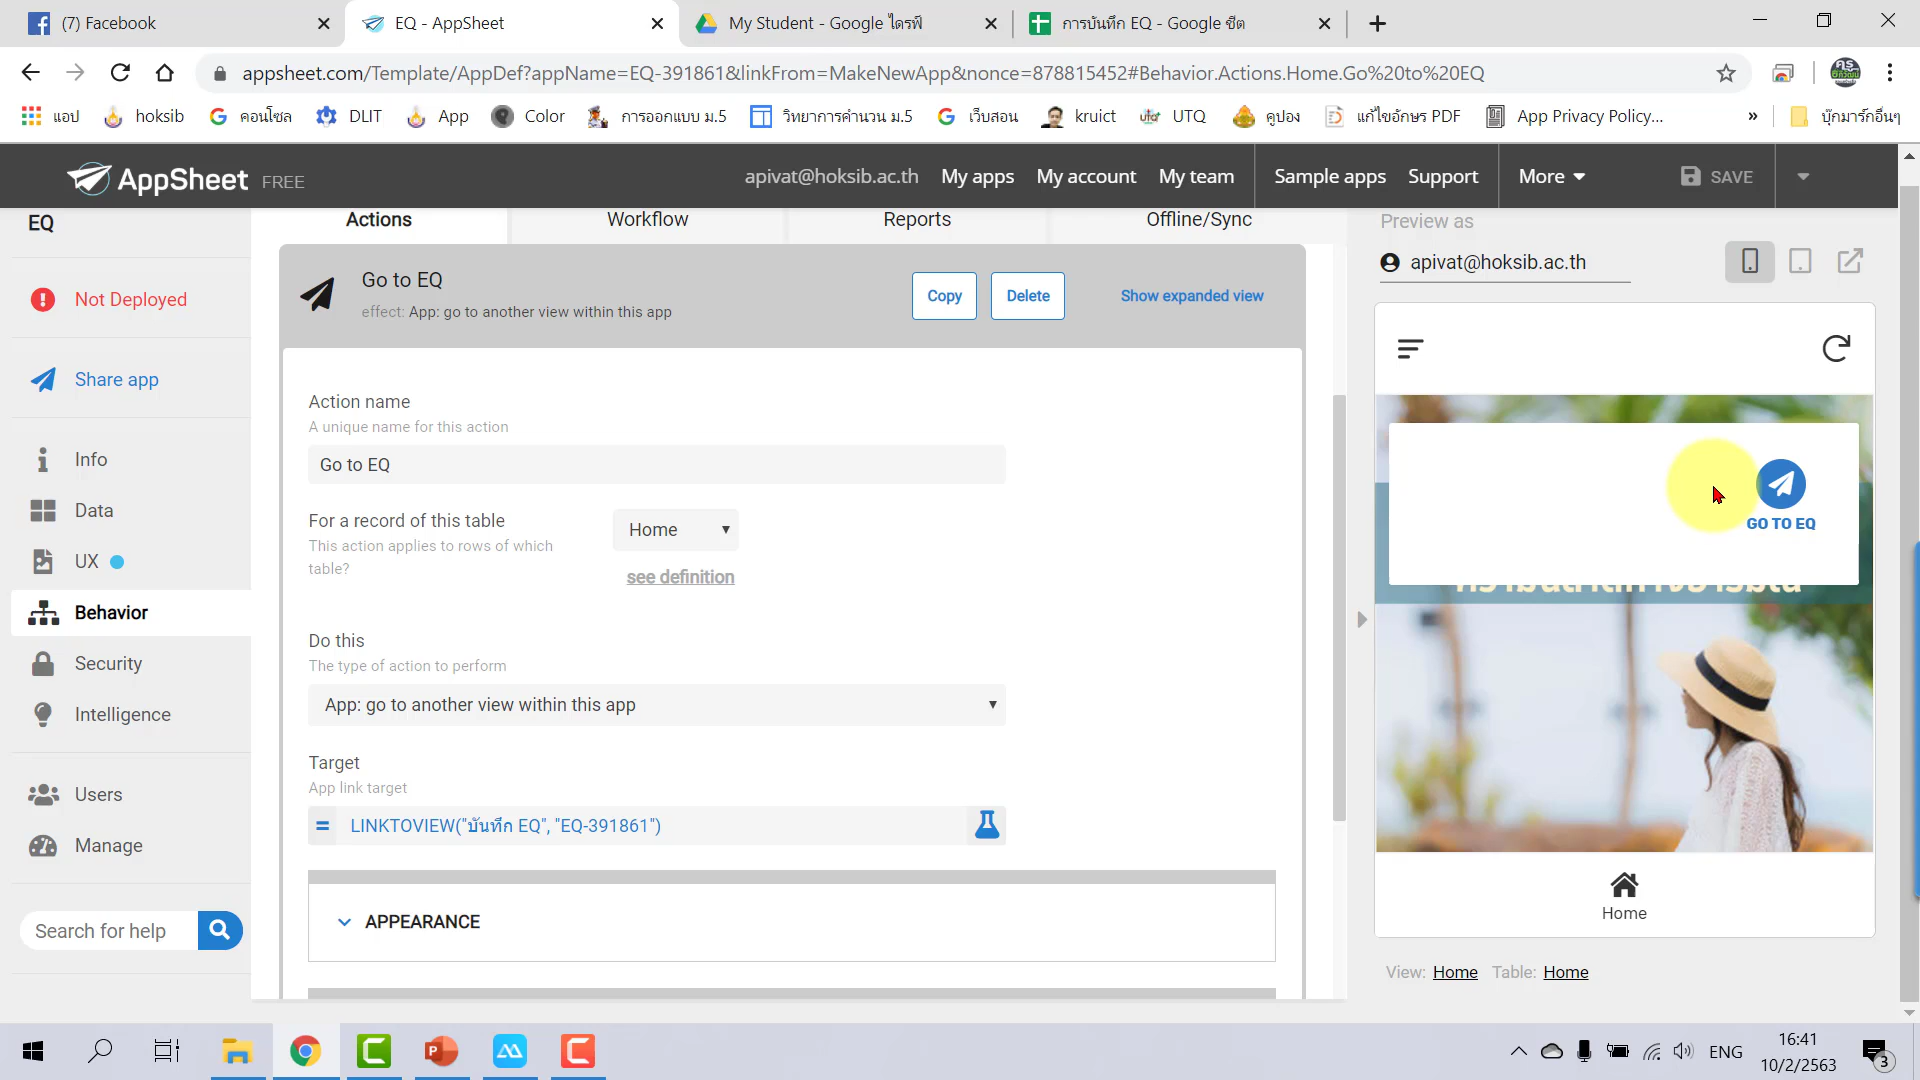 (7) Facebook
EQ - AppSheet
My Student - Google ไดรฟ์
การบันทึก EQ - Google ชีต
appsheet.com/Template/AppDef?appName=EQ-391861&linkFrom=MakeNewApp&nonce=878815452#Behavior.Actions.Home.Go%20to%20EQ
แอป
hoksib
คอนโซล
DLIT
App
Color
การออกแบบ ม.5
วิทยาการคำนวณ ม.5
เว็บสอน
kruict
UTQ
คูปอง
แก้ไขอักษร PDF
App Privacy Policy...
»
บุ๊กมาร์กอื่นๆ
AppSheet FREE
apivat@hoksib.ac.th
My apps
My account
My team
Sample apps
Support
More
SAVE
EQ
Not Deployed
Share app
Info
Data
UX
Behavior
Security
Intelligence
Users
Manage
Search for help
Actions
Workflow
Reports
Offline/Sync
Go to EQ
effect: App: go to another view within this app
Copy
Delete
Show expanded view
Action name
A unique name for this action
Go to EQ
For a record of this table
This action applies to rows of which
table?
Home
see definition
Do this
The type of action to perform
App: go to another view within this app
Target
App link target
= LINKTOVIEW("บันทึก EQ", "EQ-391861")
APPEARANCE
Preview as
apivat@hoksib.ac.th
GO TO EQ
Home
View: Home Table: Home
ENG
16:41
10/2/2563
3